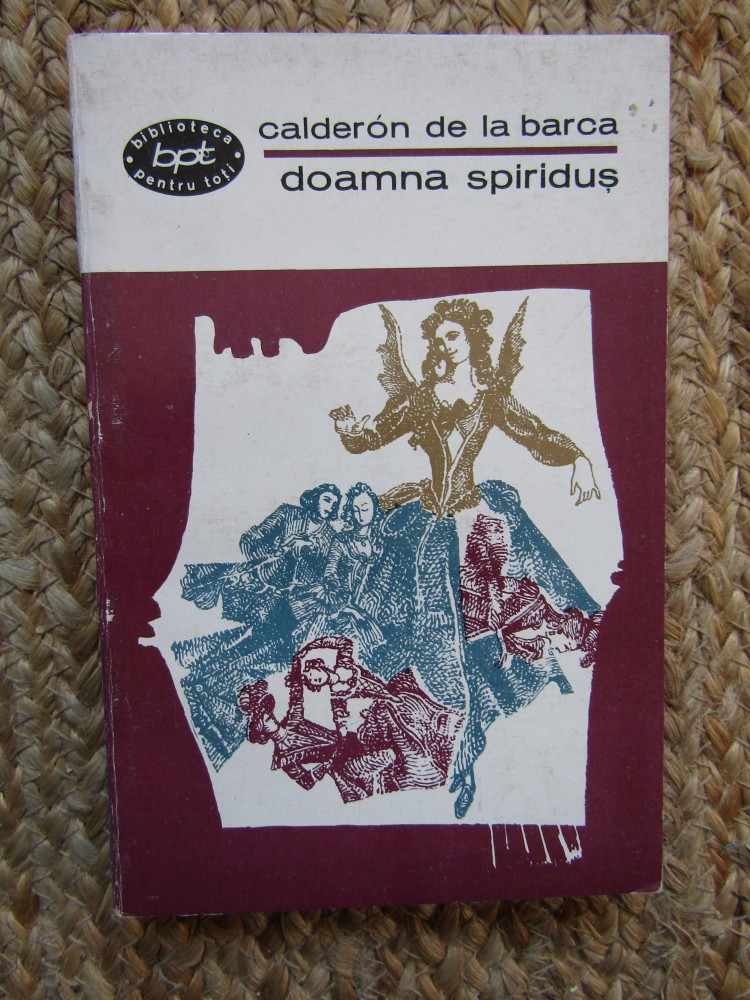 biblioteca
bpt
pentru toți
calderón de la barca
doamna spiriduș